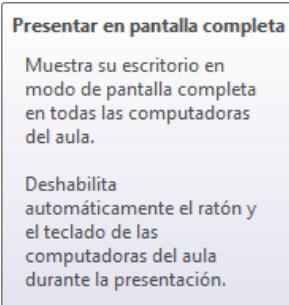 Presentar en pantalla completa
Muestra su escritorio en
modo de pantalla completa
en todas las computadoras
del aula.
Deshabilita
automáticamente el ratón y
el teclado de las
computadoras del aula
durante la presentación.